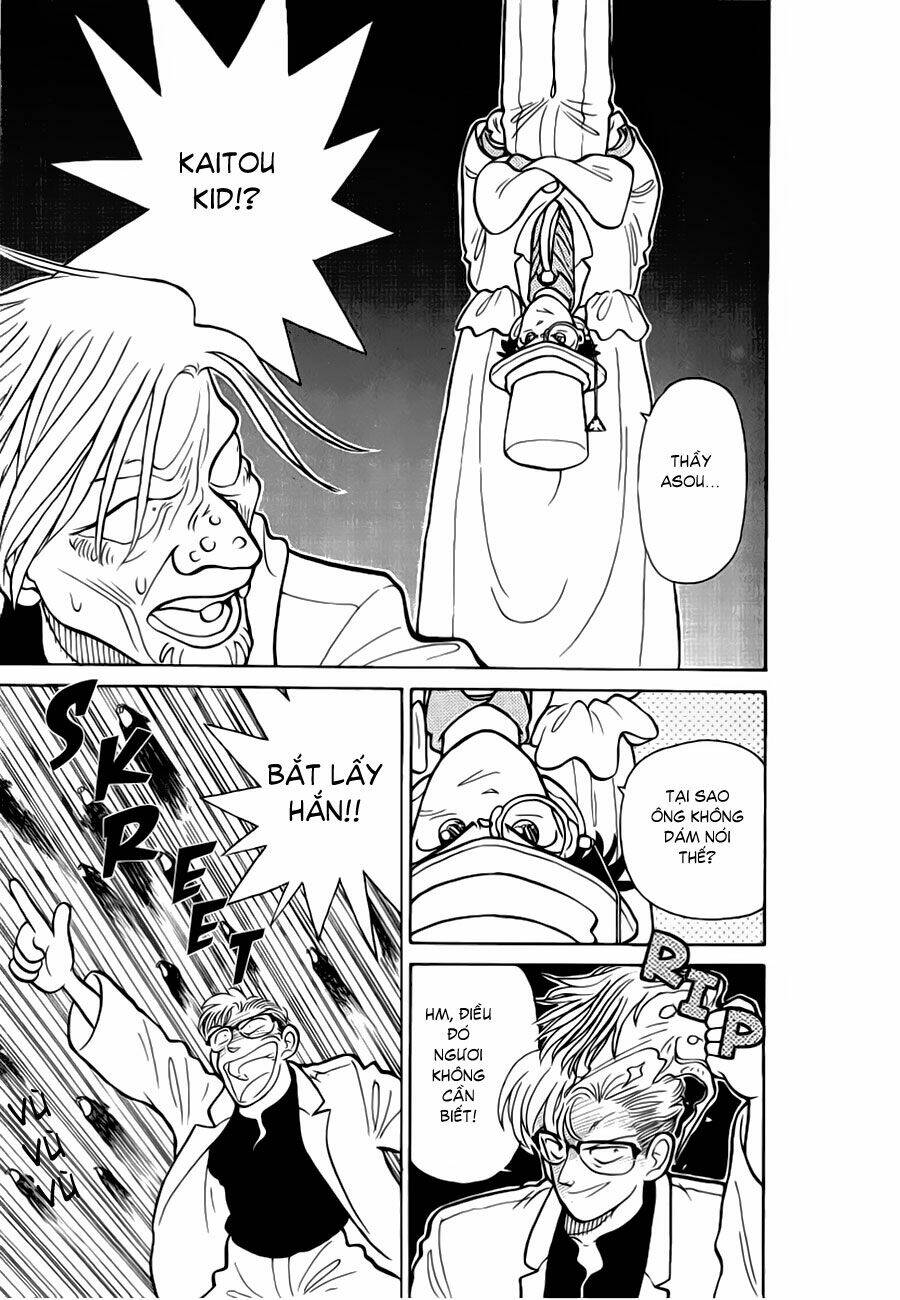 KAITOU
KID!?
THẦY
ASOU...
TẠI SAO
ÔNG KHÔNG
DÁM NÓI
THẾ?
RIP
HM, ĐIỀU
ĐÓ
NGƯƠI
KHÔNG
CẦN
BIẾT!
BẮT LẤY
HẮN!!
SKREET
VÙ
VÙ
VÙ